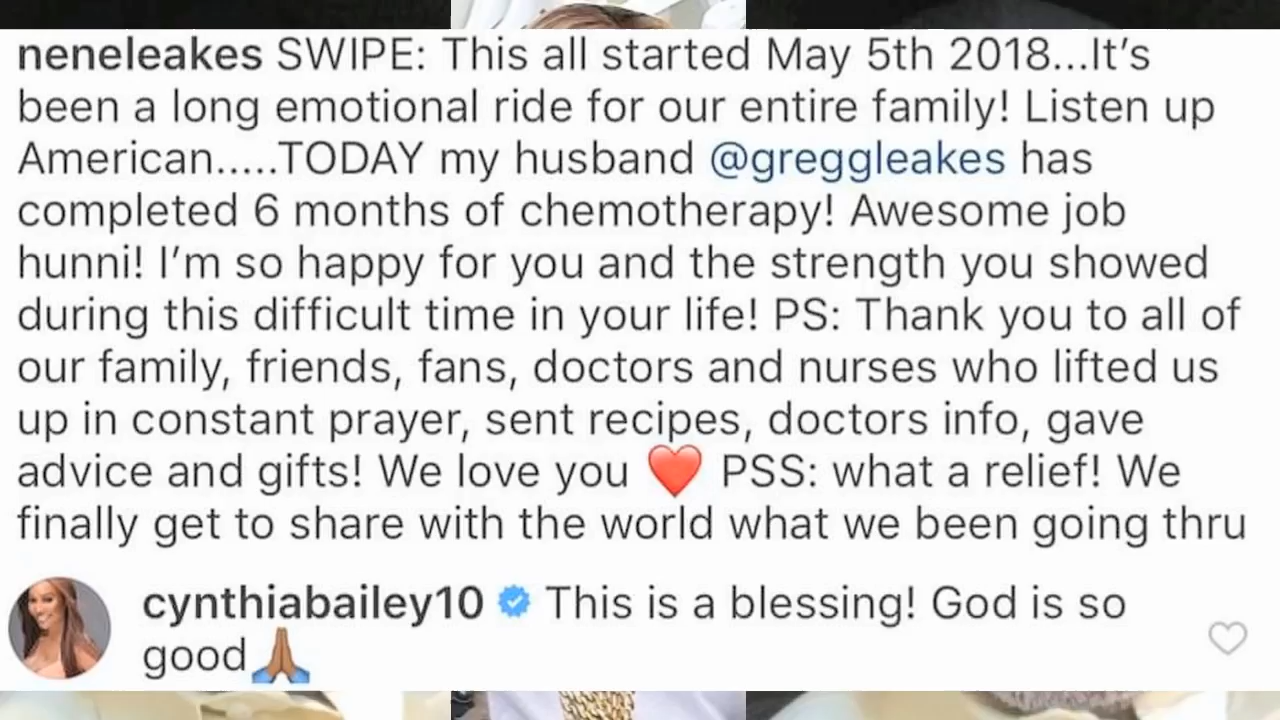 neneleakes SWIPE: This all started May 5th 2018...It's
been a long emotional ride for our entire family! Listen up
American.....TODAY my husband @greggleakes has
completed 6 months of chemotherapy! Awesome job
hunni! I'm so happy for you and the strength you showed
during this difficult time in your life! PS: Thank you to all of
our family, friends, fans, doctors and nurses who lifted us
up in constant prayer, sent recipes, doctors info, gave
advice and gifts! We love you ❤️ PSS: what a relief! We
finally get to share with the world what we been going thru
cynthiabailey10 This is a blessing! God is so
good🙏🏾